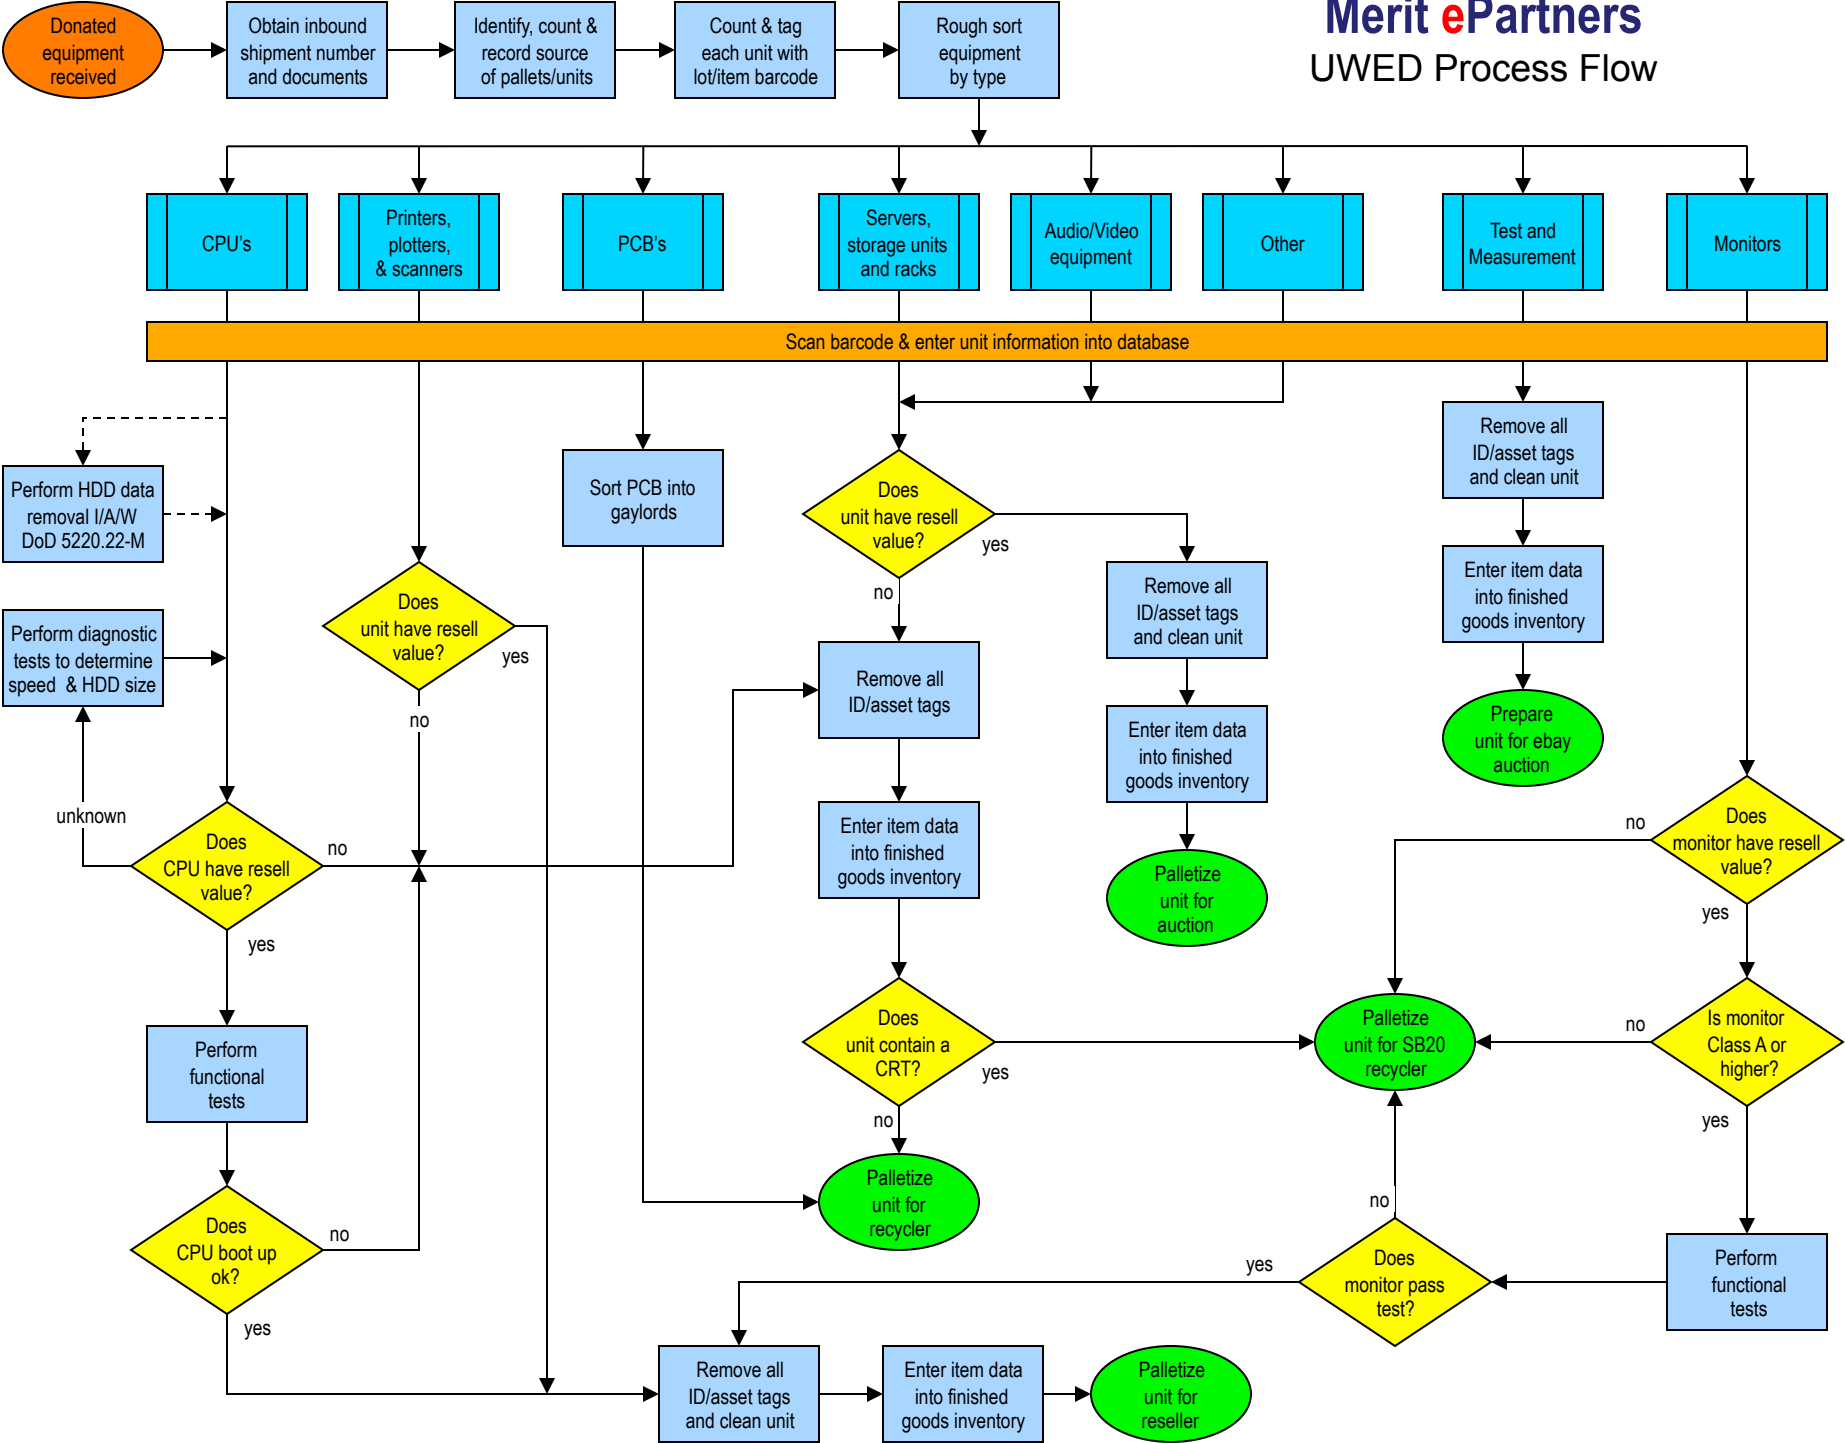 Merit ePartners
UWED Process Flow
Donated
equipment
received
Obtain inbound
shipment number
and documents
Identify, count &
record source
of pallets/units
Count & tag
each unit with
lot/item barcode
Rough sort
equipment
by type
CPU's
Printers,
plotters,
& scanners
PCB's
Servers,
storage units
and racks
Audio/Video
equipment
Other
Test and
Measurement
Monitors
Scan barcode & enter unit information into database
Perform HDD data
removal I/A/W
DoD 5220.22-M
Perform diagnostic
tests to determine
speed & HDD size
unknown
Does
CPU have resell
value?
no
yes
Perform
functional
tests
Does
CPU boot up
ok?
no
yes
Does
unit have resell
value?
yes
no
Sort PCB into
gaylords
Does
unit have resell
value?
yes
no
Remove all
ID/asset tags
Enter item data
into finished
goods inventory
Does
unit contain a
CRT?
yes
no
Palletize
unit for
recycler
Remove all
ID/asset tags
and clean unit
Enter item data
into finished
goods inventory
Palletize
unit for
auction
Remove all
ID/asset tags
and clean unit
Enter item data
into finished
goods inventory
Prepare
unit for ebay
auction
Does
monitor have resell
value?
no
yes
Is monitor
Class A or
higher?
no
yes
Palletize
unit for SB20
recycler
Perform
functional
tests
Does
monitor pass
test?
no
yes
Remove all
ID/asset tags
and clean unit
Enter item data
into finished
goods inventory
Palletize
unit for
reseller